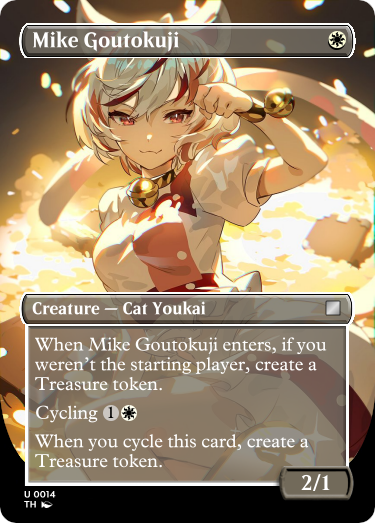 Mike Goutokuji
Creature — Cat Youkai
When Mike Goutokuji enters, if you
weren't the starting player, create a
Treasure token.
Cycling 1
When you cycle this card, create a
Treasure token.
2/1
U 0014
TH